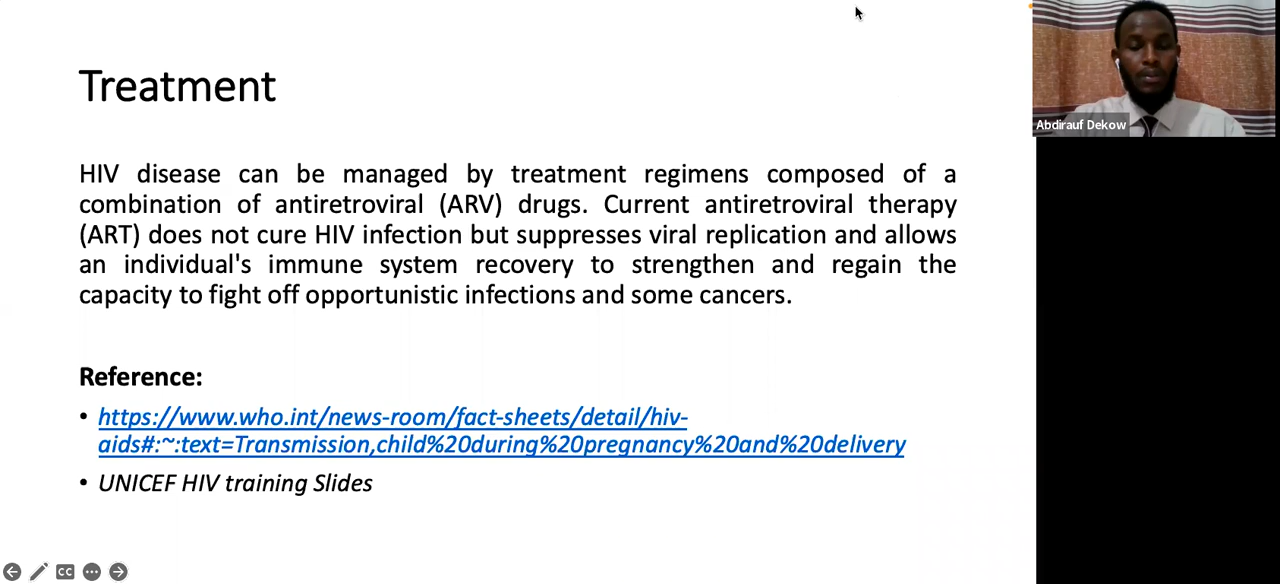 Treatment
HIV disease can be managed by treatment regimens composed of a
combination of antiretroviral (ARV) drugs. Current antiretroviral therapy
(ART) does not cure HIV infection but suppresses viral replication and allows
an individual's immune system recovery to strengthen and regain the
capacity to fight off opportunistic infections and some cancers.
Reference:
• https://www.who.int/news-room/fact-sheets/detail/hiv-
aids#:~:text=Transmission,child%20during%20pregnancy%20and%20delivery
• UNICEF HIV training Slides
Abdirauf Dekow
CC